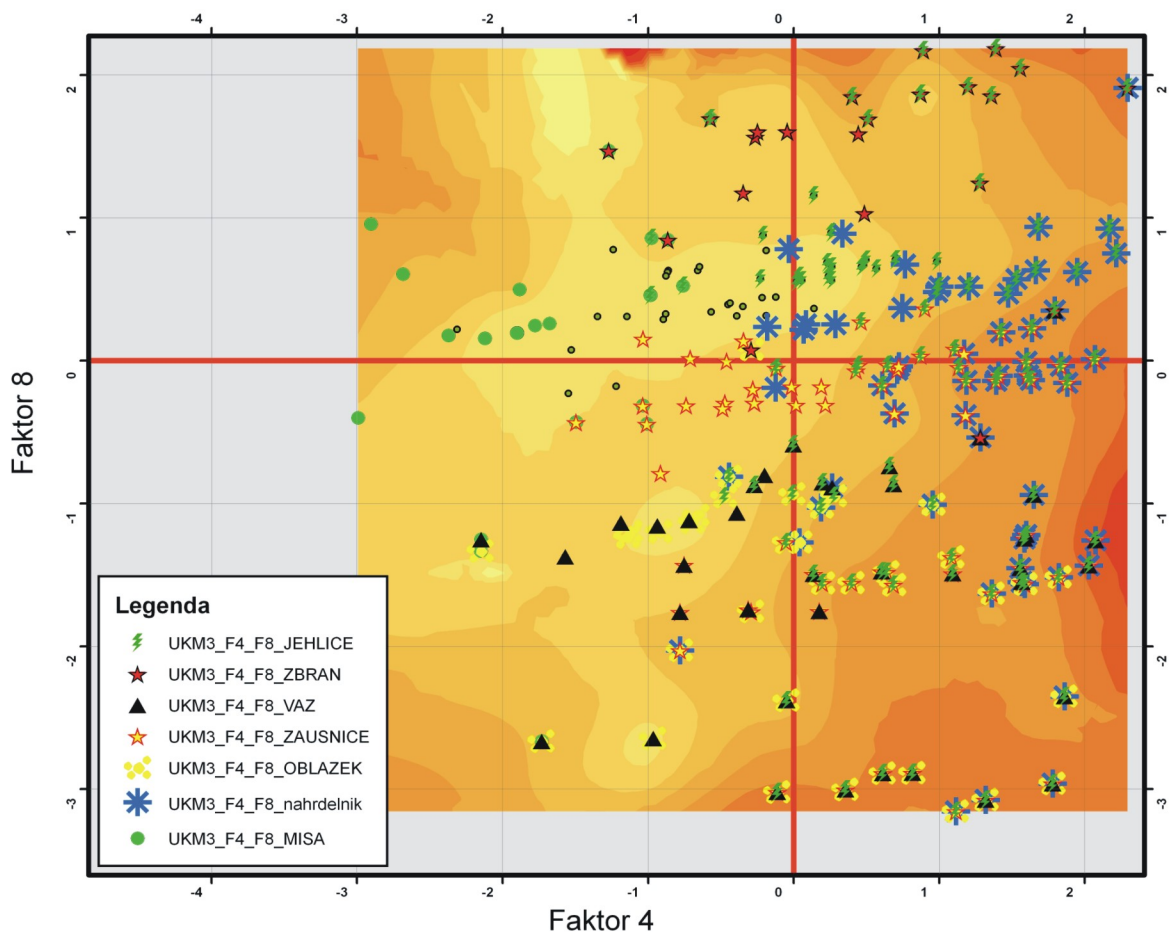 -4 -3 -2 -1 0 1 2
2 2
1 1
0 0
-1 -1
-2 -2
-3 -3
Faktor 8
Legenda
UKM3_F4_F8_JEHLICE
UKM3_F4_F8_ZBRAN
UKM3_F4_F8_VAZ
UKM3_F4_F8_ZAUSNICE
UKM3_F4_F8_OBLAZEK
UKM3_F4_F8_nahrdelnik
UKM3_F4_F8_MISA
-4 -3 -2 -1 0 1 2
Faktor 4